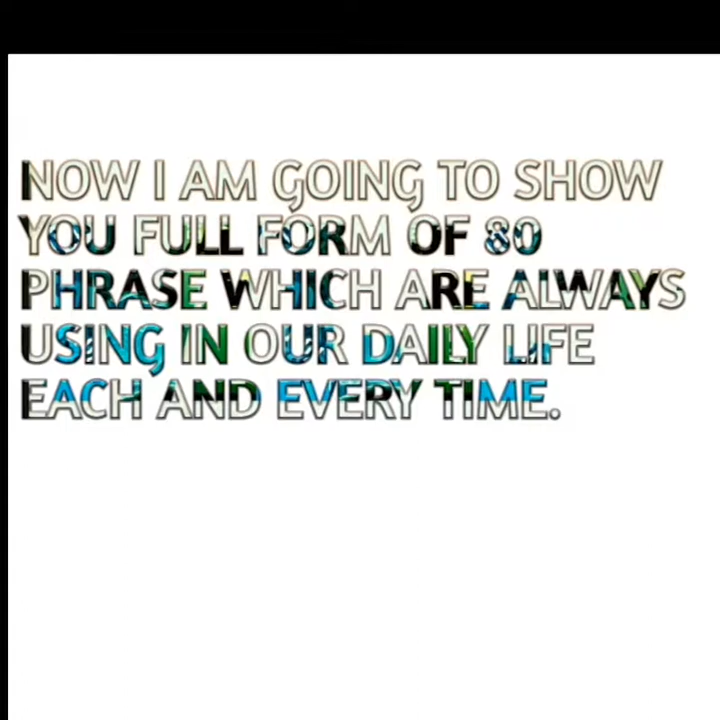 NOW I AM GOING TO SHOW
YOU FULL FORM OF 80
PHRASE WHICH ARE ALWAYS
USING IN OUR DAILY LIFE
EACH AND EVERY TIME.